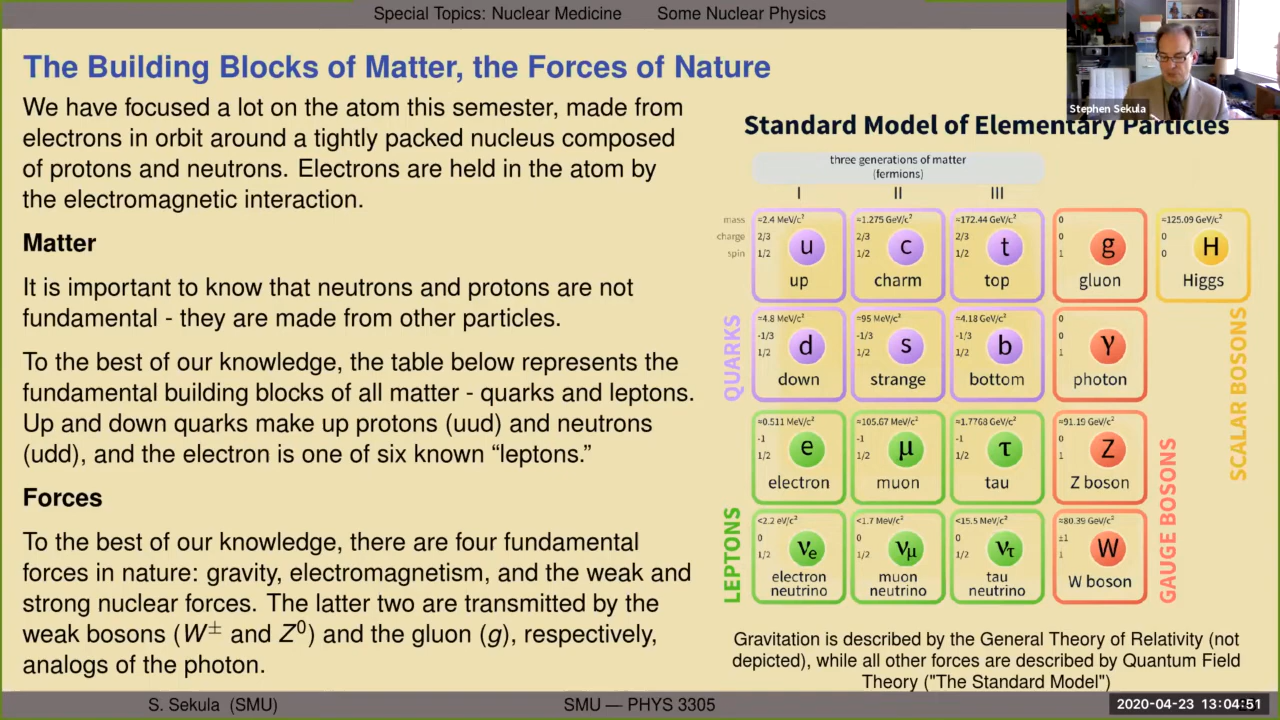 Special Topics: Nuclear Medicine Some Nuclear Physics
Stephen Sekula
The Building Blocks of Matter, the Forces of Nature
We have focused a lot on the atom this semester, made from
electrons in orbit around a tightly packed nucleus composed
of protons and neutrons. Electrons are held in the atom by
the electromagnetic interaction.
Matter
It is important to know that neutrons and protons are not
fundamental - they are made from other particles.
To the best of our knowledge, the table below represents the
fundamental building blocks of all matter - quarks and leptons.
Up and down quarks make up protons (uud) and neutrons
(udd), and the electron is one of six known “leptons.”
Forces
To the best of our knowledge, there are four fundamental
forces in nature: gravity, electromagnetism, and the weak and
strong nuclear forces. The latter two are transmitted by the
weak bosons (W± and Z⁰) and the gluon (g), respectively,
analogs of the photon.
Standard Model of Elementary Particles
three generations of matter
(fermions)
I II III
mass ≈2.4 MeV/c² ≈1.275 GeV/c² ≈172.44 GeV/c² 0 ≈125.09 GeV/c²
charge 2/3 2/3 2/3 0 0
spin 1/2 1/2 1/2 1 0
u c t g H
up charm top gluon Higgs
≈4.8 MeV/c² ≈95 MeV/c² ≈4.18 GeV/c² 0
-1/3 -1/3 -1/3 0
1/2 1/2 1/2 1
d s b γ
down strange bottom photon
QUARKS
≈0.511 MeV/c² ≈105.67 MeV/c² ≈1.7768 GeV/c² ≈91.19 GeV/c²
-1 -1 -1 0
1/2 1/2 1/2 1
e μ τ Z
electron muon tau Z boson
<2.2 eV/c² <1.7 MeV/c² <15.5 MeV/c² ≈80.39 GeV/c²
0 0 0 ±1
1/2 1/2 1/2 1
νe νμ ντ W
electron muon tau W boson
neutrino neutrino neutrino
LEPTONS
GAUGE BOSONS
SCALAR BOSONS
Gravitation is described by the General Theory of Relativity (not
depicted), while all other forces are described by Quantum Field
Theory ("The Standard Model")
S. Sekula (SMU) SMU — PHYS 3305
2020-04-23 13:04:51